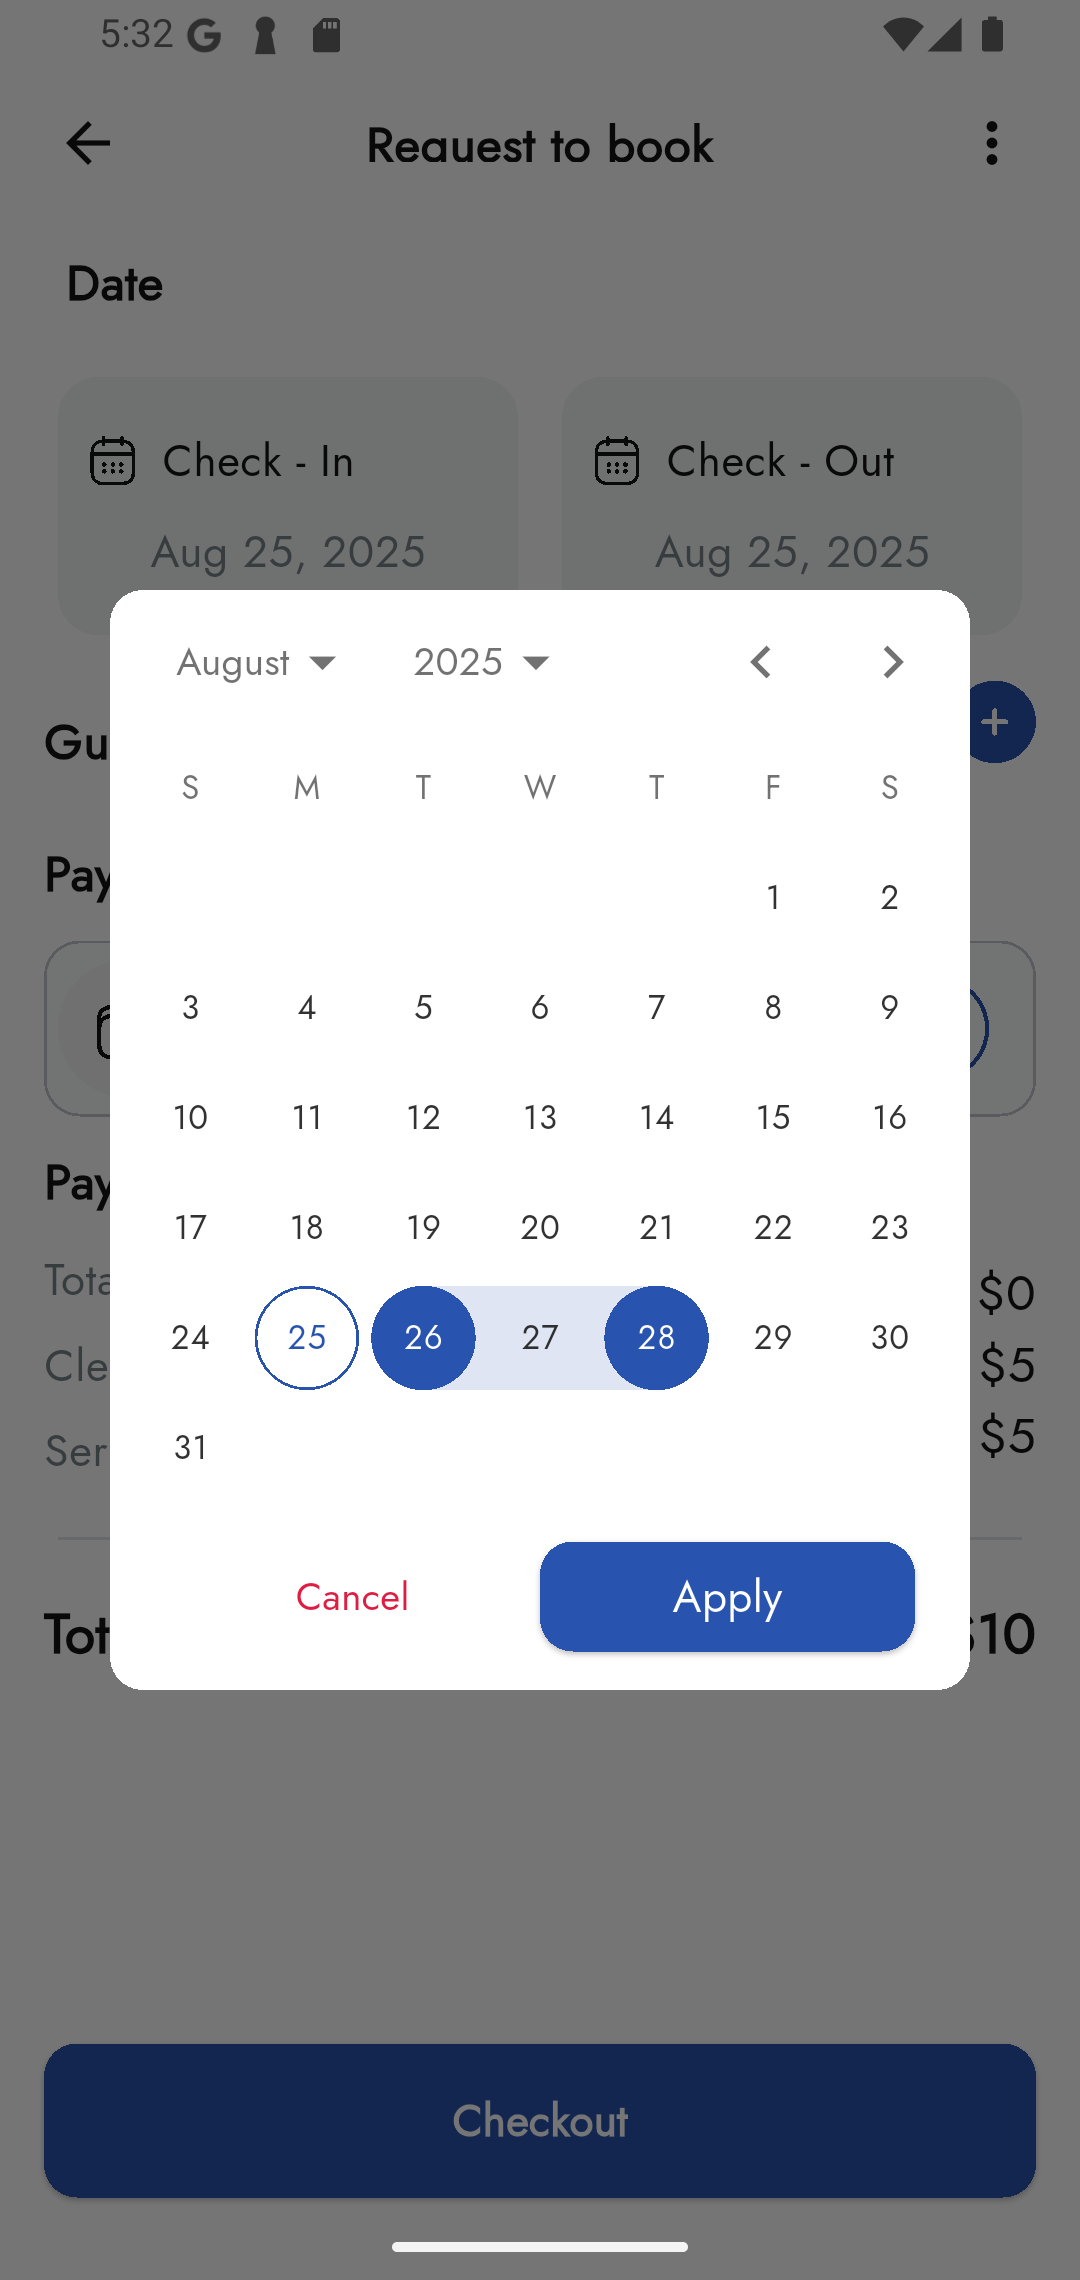 5:32
Request to book
Date
Check - In
Check - Out
Aug 25, 2025
Aug 25, 2025
August 2025
S M T W T F S
1 2
3 4 5 6 7 8 9
10 11 12 13 14 15 16
17 18 19 20 21 22 23
24 25 26 27 28 29 30
31
Cancel
Apply
Gu
+
Pay
Pay
Tota
$0
Cle
$5
Ser
$5
Tot
$10
Checkout